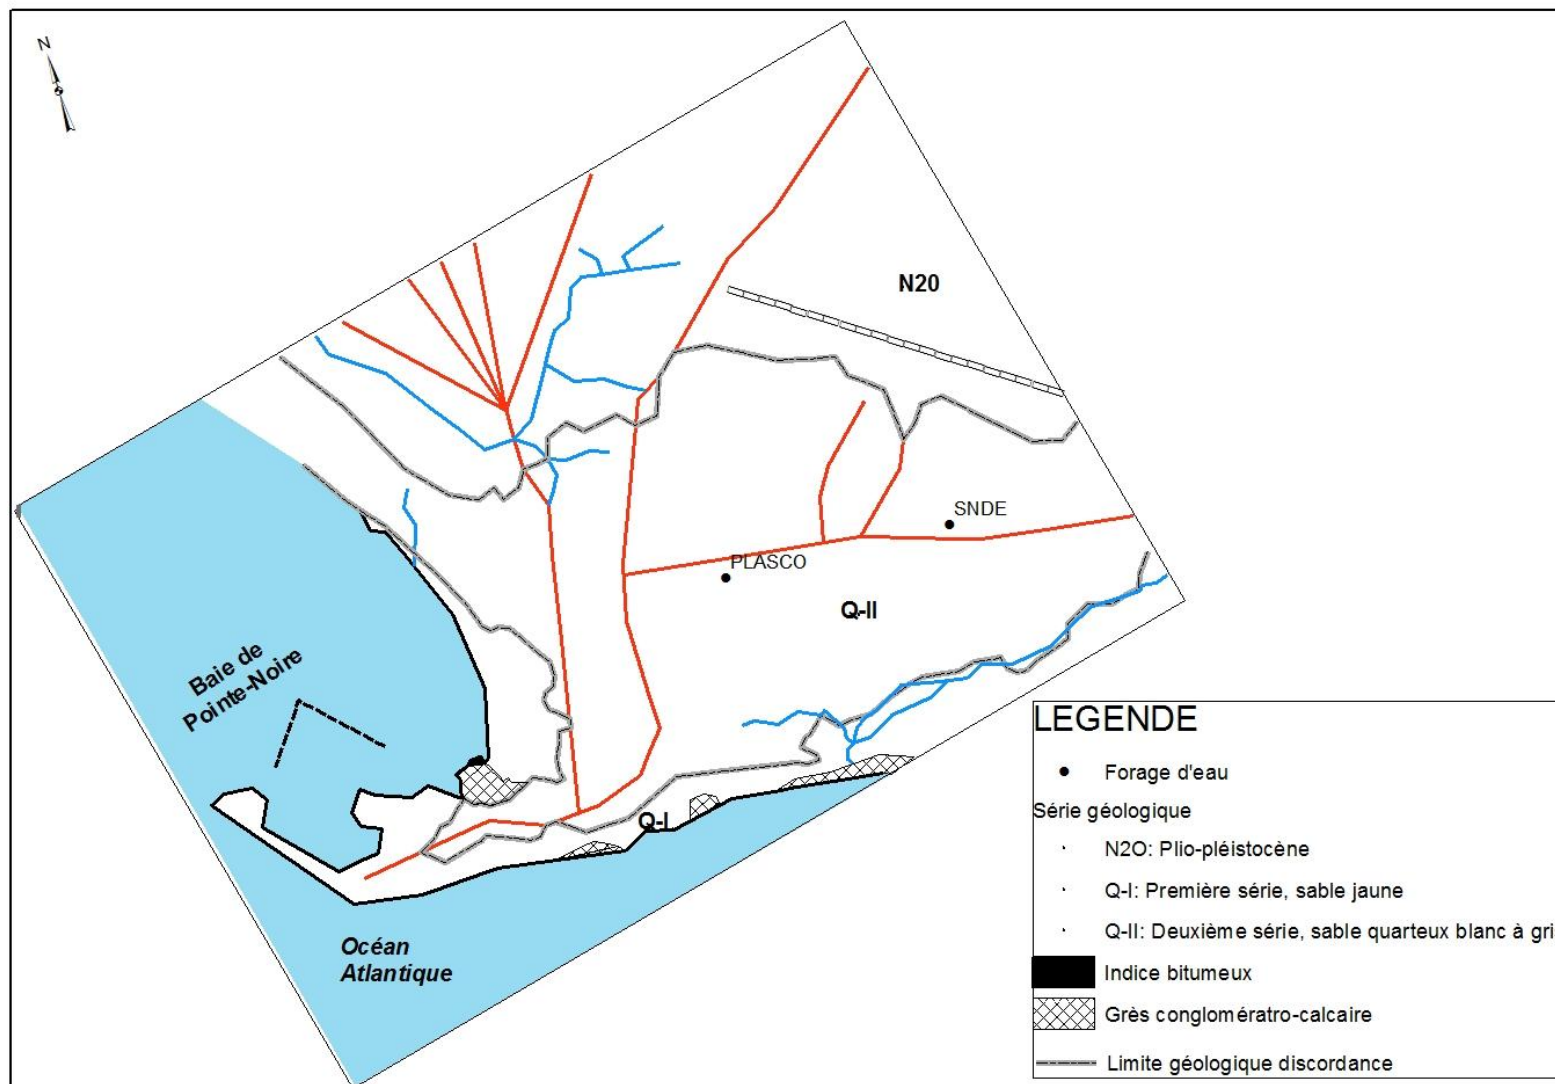 N
N20
SNDE
PLASCO
Q-II
Baie de
Pointe-Noire
Q-I
Océan
Atlantique
LEGENDE
Forage d'eau
Série géologique
N2O: Plio-pléistocène
Q-I: Première série, sable jaune
Q-II: Deuxième série, sable quarteux blanc à gri
Indice bitumeux
Grès conglomératro-calcaire
Limite géologique discordance